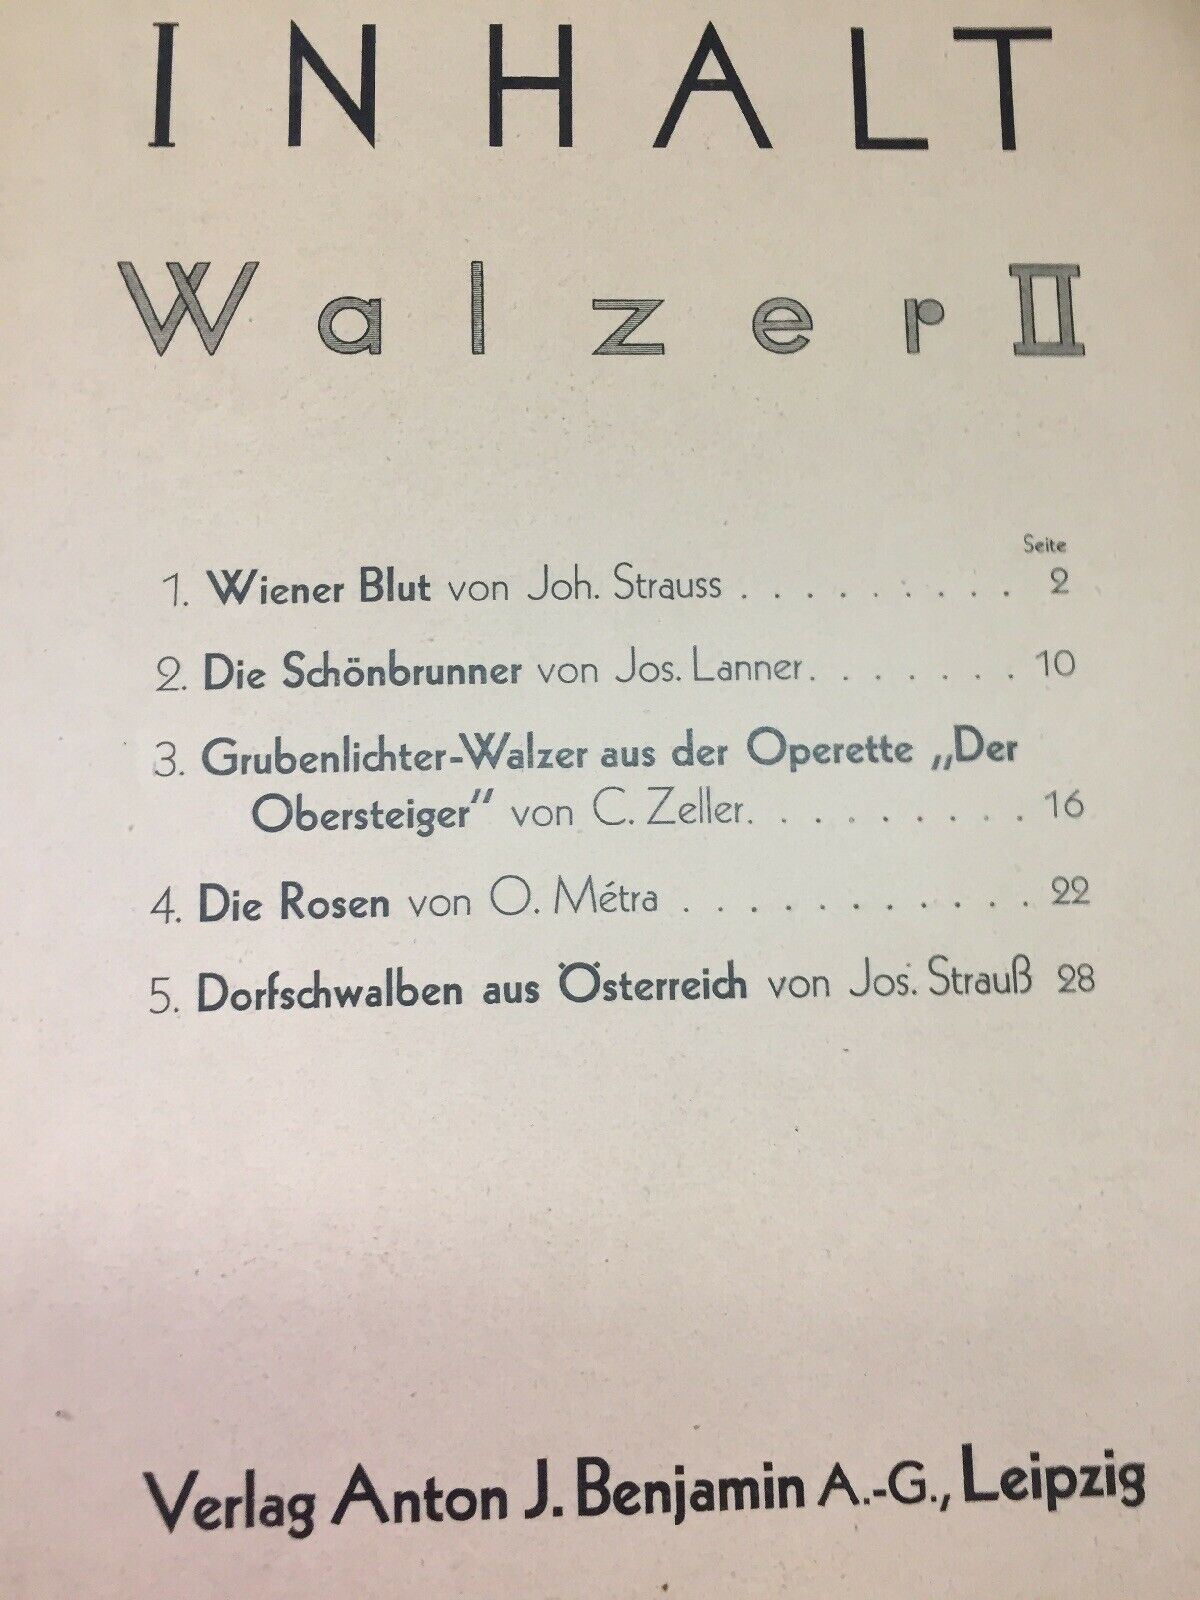 INHALT
Walzer II
Seite
1. Wiener Blut von Joh. Strauss . . . . . . . . . 2
2. Die Schönbrunner von Jos. Lanner. . . . . . . . 10
3. Grubenlichter-Walzer aus der Operette „Der
Obersteiger" von C. Zeller. . . . . . . . . 16
4. Die Rosen von O. Métra . . . . . . . . . . . 22
5. Dorfschwalben aus Österreich von Jos. Strauß 28
Verlag Anton J. Benjamin A.-G., Leipzig